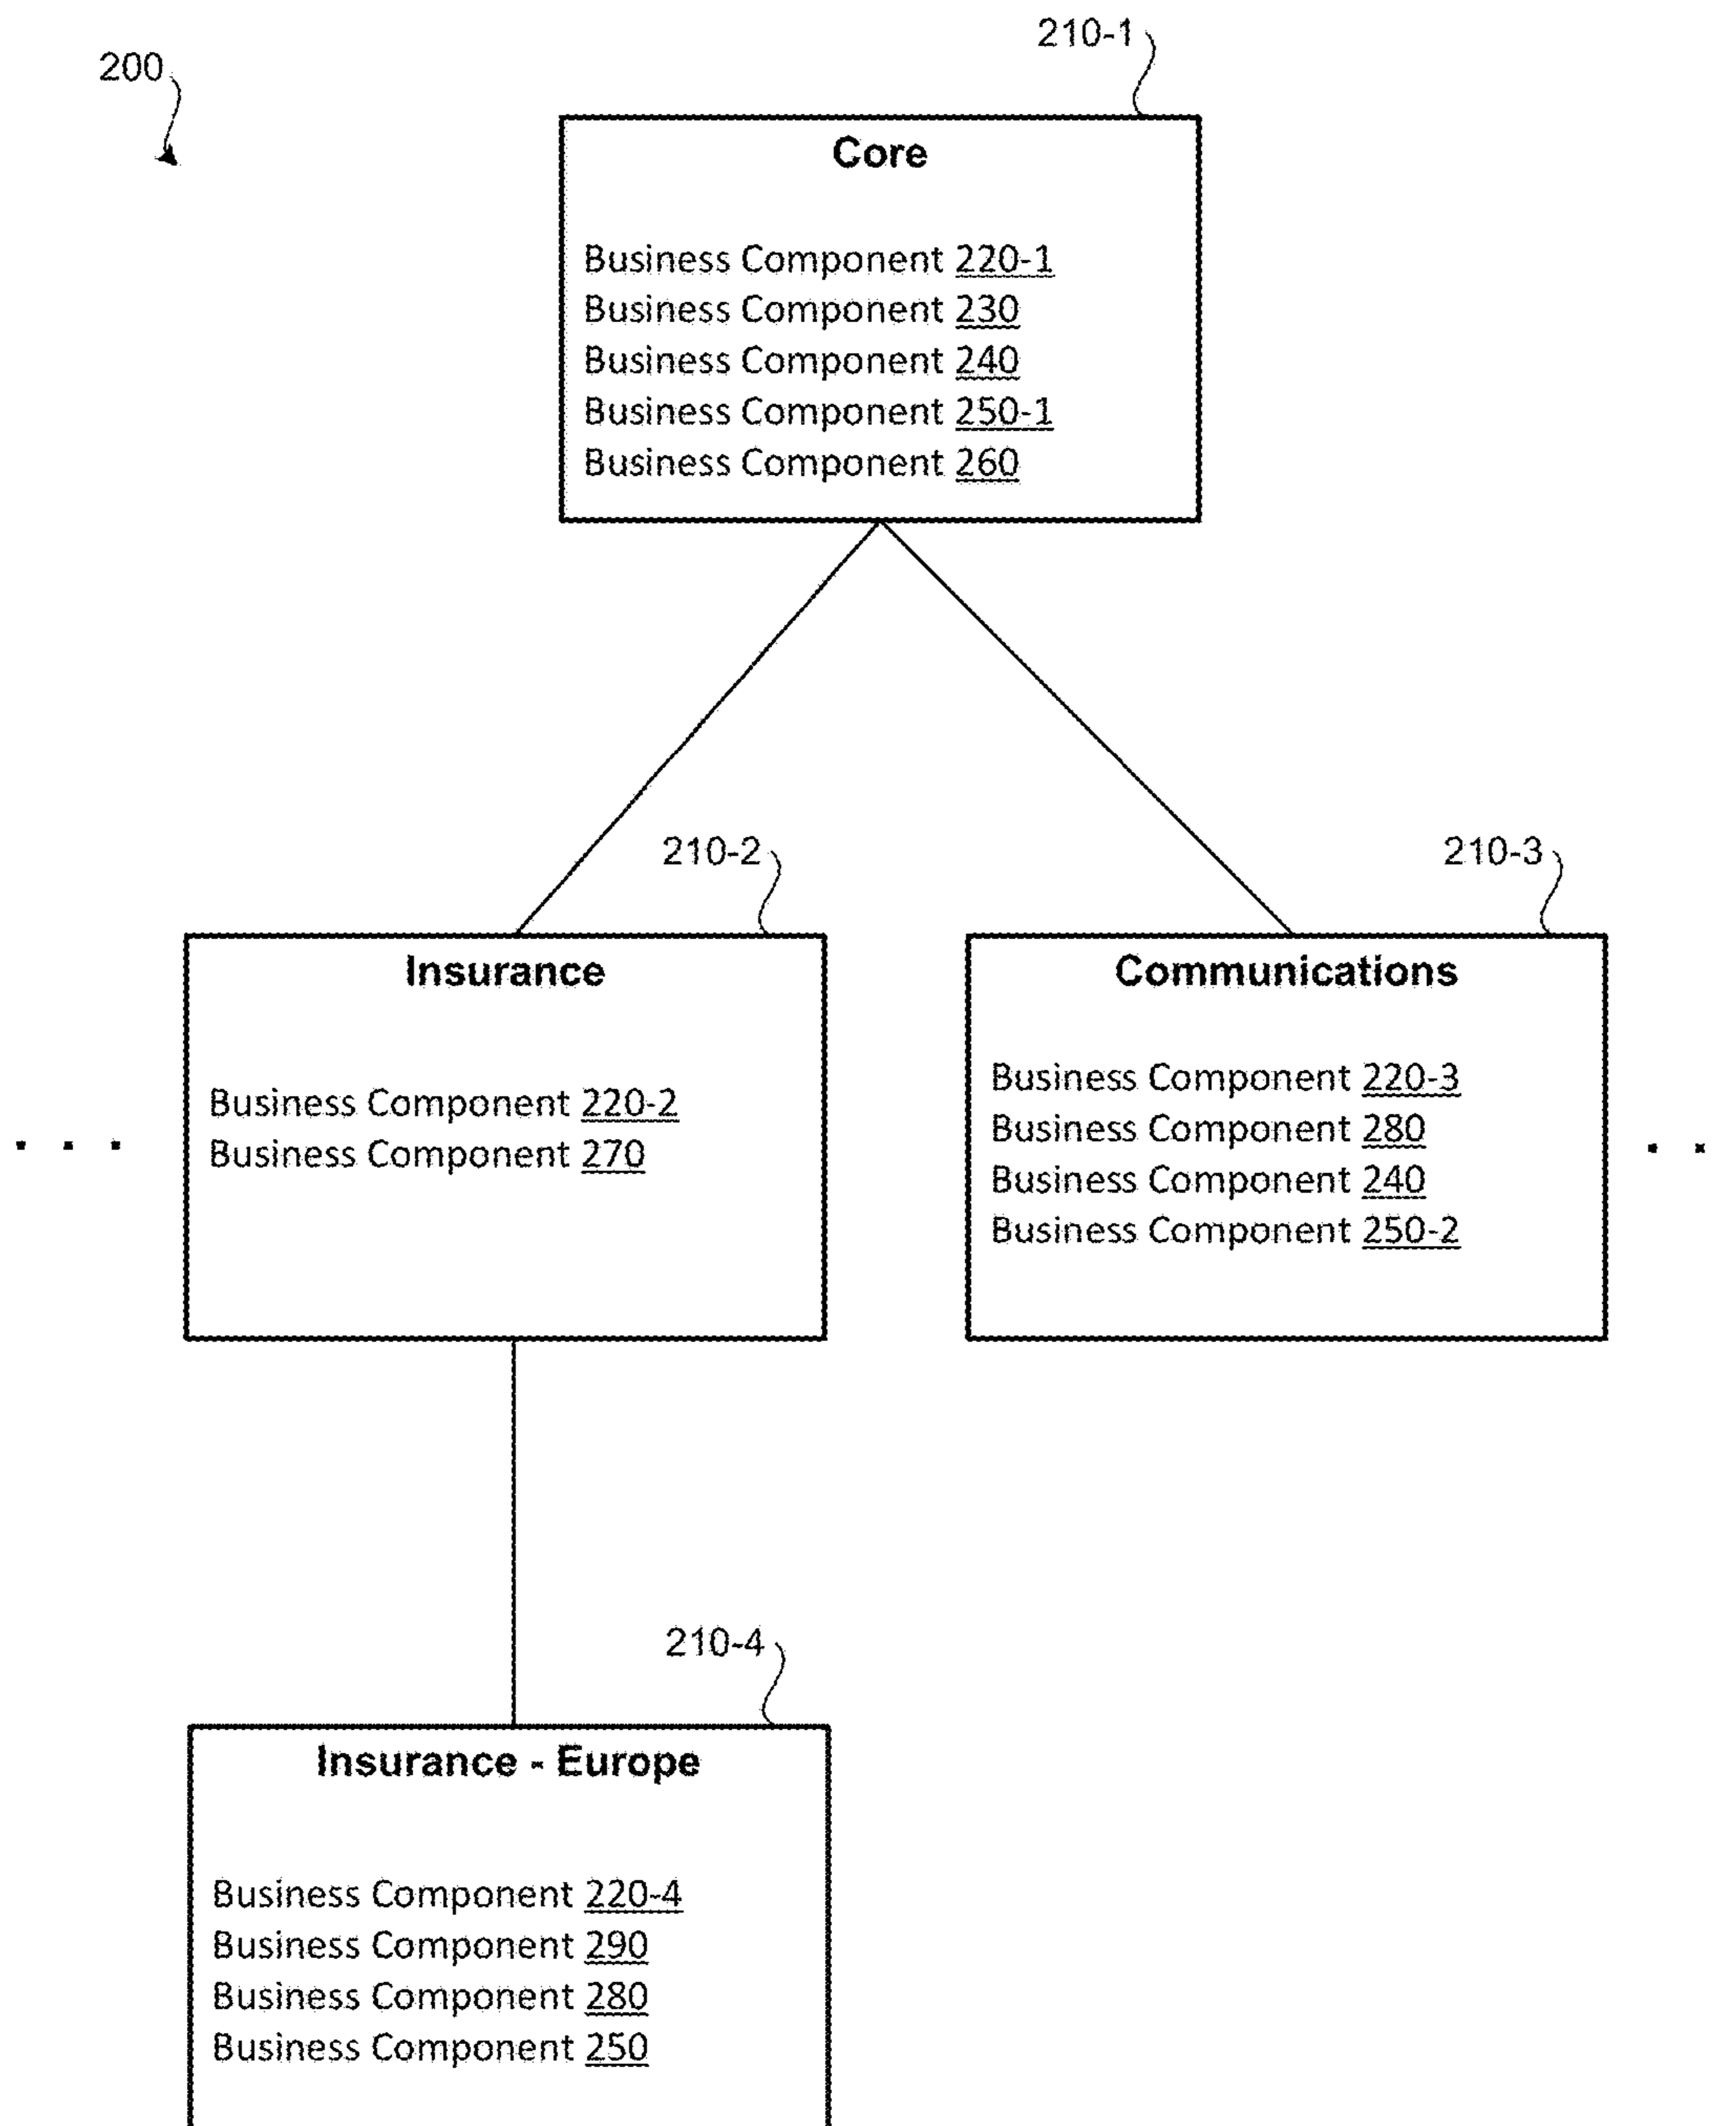 200
210-1
Core
Business Component 220-1
Business Component 230
Business Component 240
Business Component 250-1
Business Component 260
210-2
Insurance
Business Component 220-2
Business Component 270
210-3
Communications
Business Component 220-3
Business Component 280
Business Component 240
Business Component 250-2
. . .
. .
210-4
Insurance - Europe
Business Component 220-4
Business Component 290
Business Component 280
Business Component 250